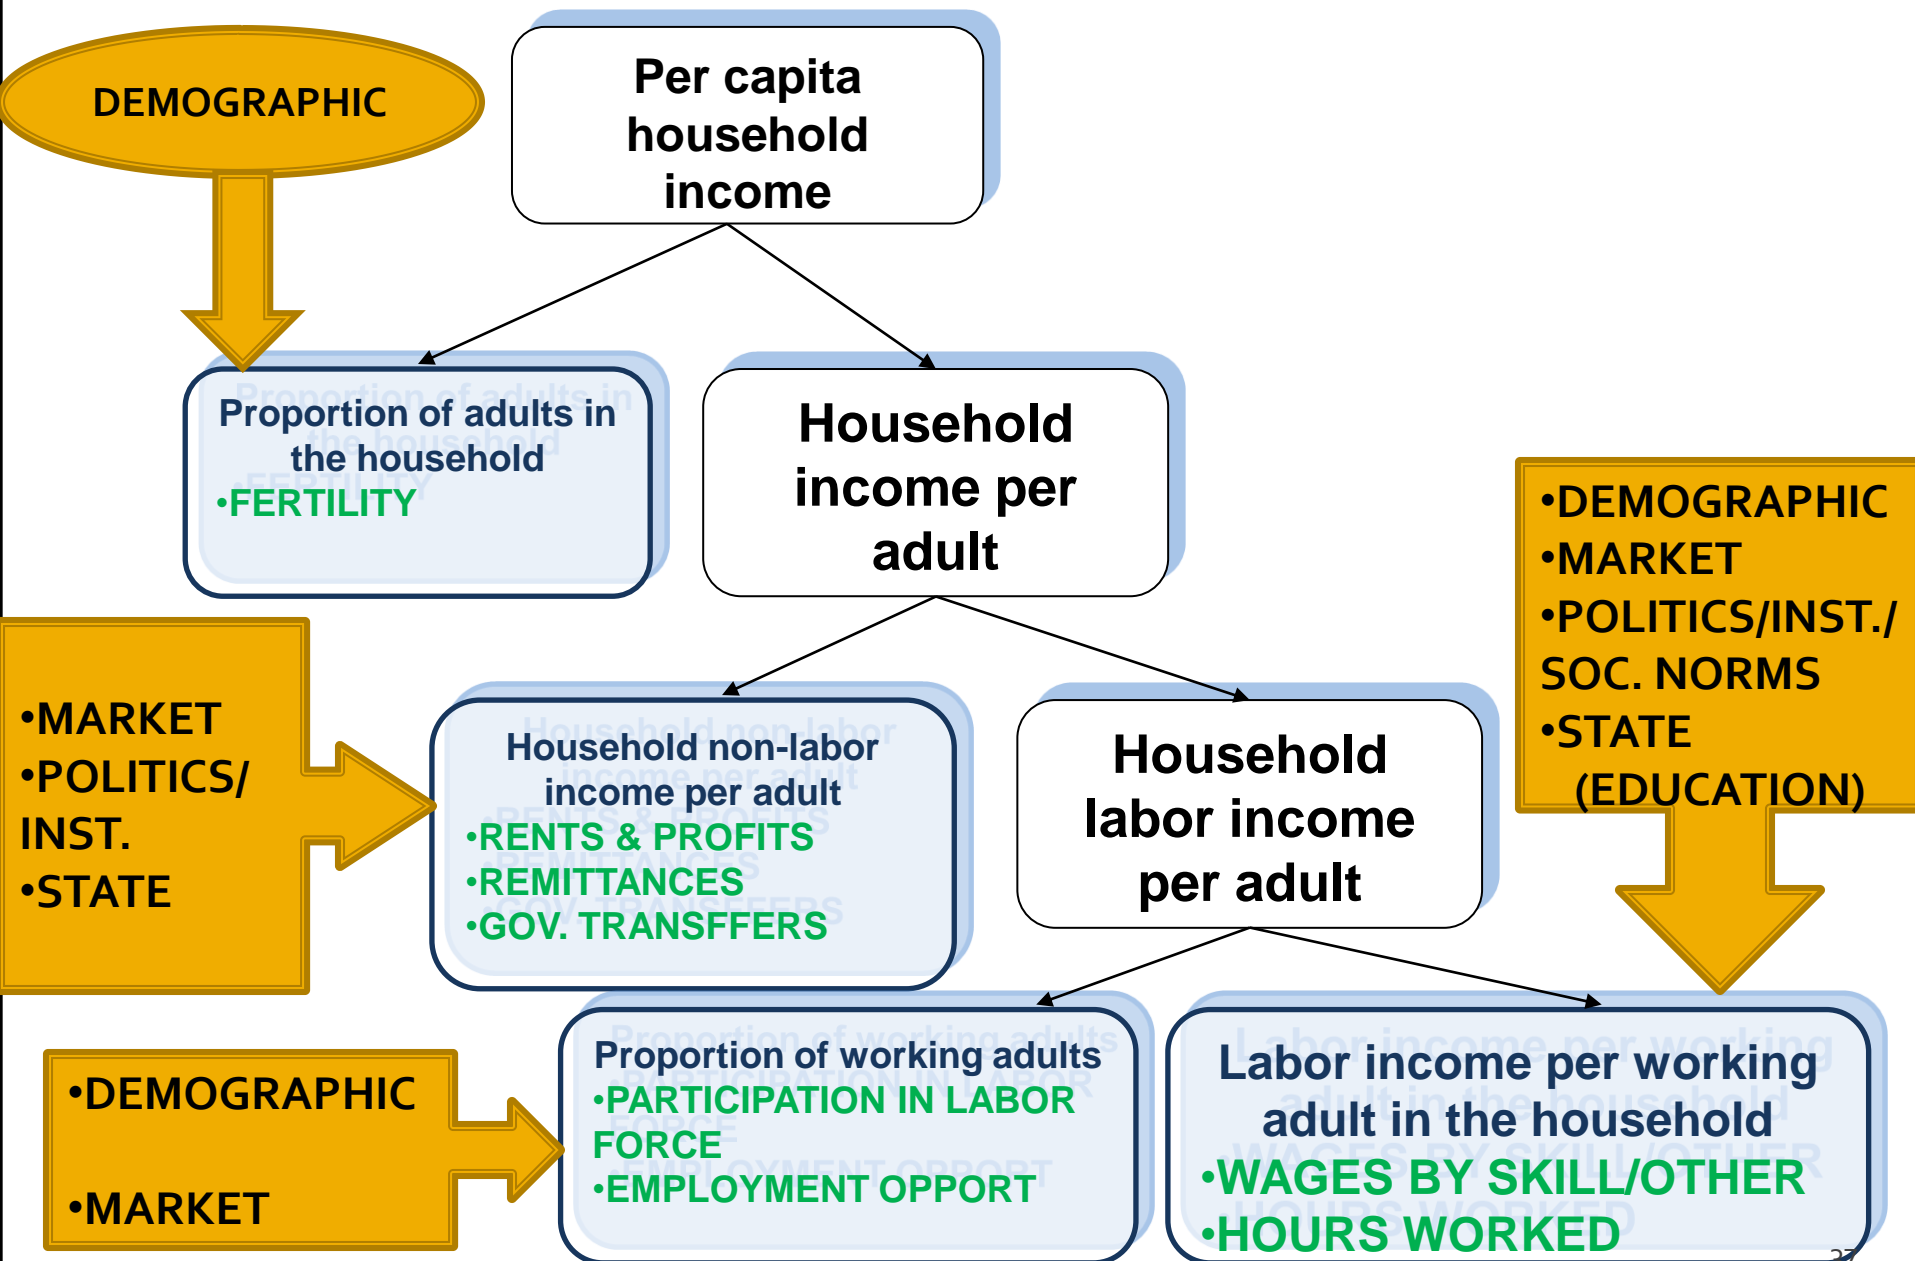 DEMOGRAPHIC
Per capita
household
income
Proportion of adults in
the household
•FERTILITY
Household
income per
adult
•DEMOGRAPHIC
•MARKET
•POLITICS/INST./
SOC. NORMS
•STATE
(EDUCATION)
•MARKET
•POLITICS/
INST.
•STATE
Household non-labor
income per adult
•RENTS & PROFITS
•REMITTANCES
•GOV. TRANSFFERS
Household
labor income
per adult
•DEMOGRAPHIC
•MARKET
Proportion of working adults
•PARTICIPATION IN LABOR
FORCE
•EMPLOYMENT OPPORT
Labor income per working
adult in the household
•WAGES BY SKILL/OTHER
•HOURS WORKED